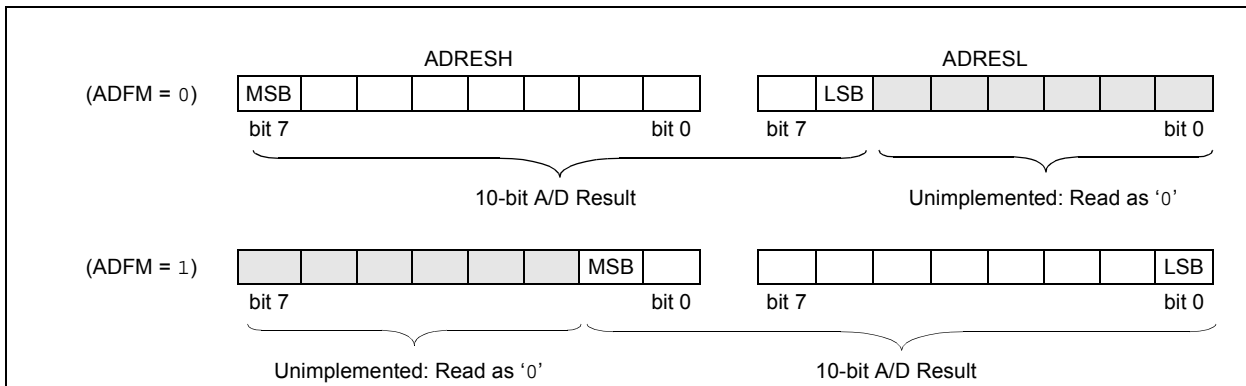 ADRESH ADRESL
(ADFM = 0) MSB LSB
bit 7 bit 0 bit 7 bit 0
10-bit A/D Result Unimplemented: Read as ‘0’
(ADFM = 1) MSB LSB
bit 7 bit 0 bit 7 bit 0
Unimplemented: Read as ‘0’ 10-bit A/D Result